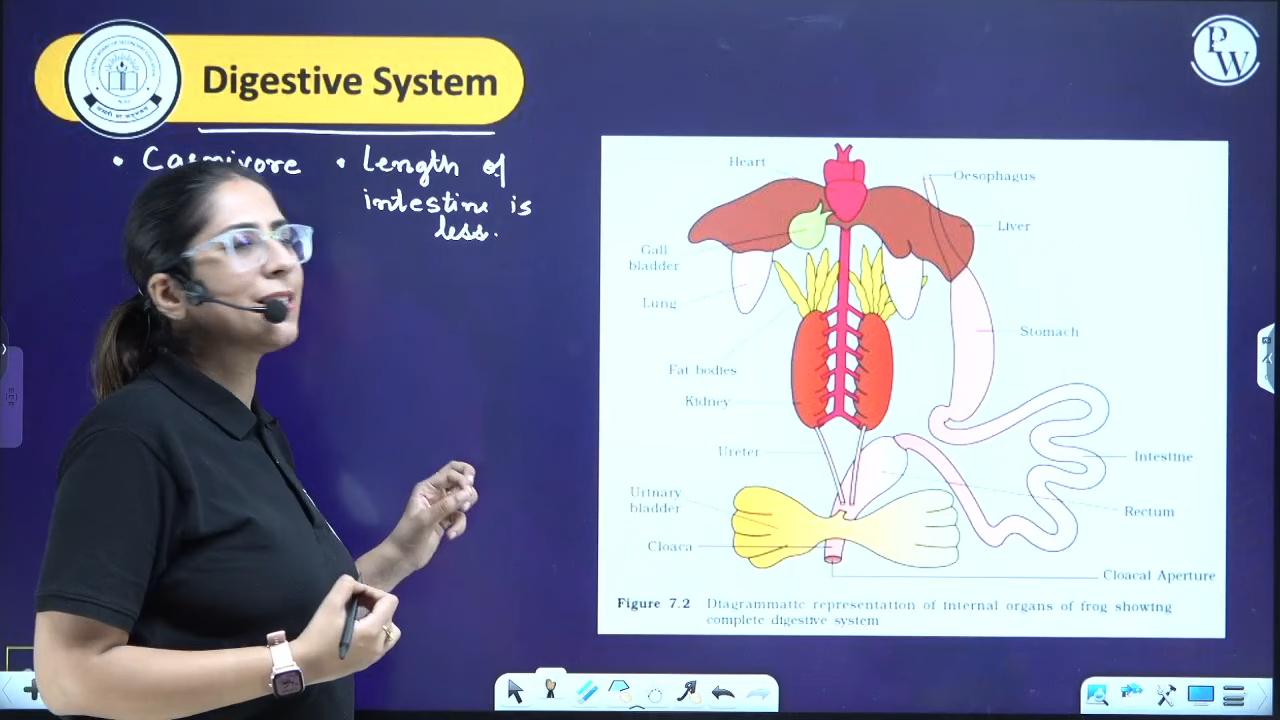 Digestive System
PW
• Carnivore
• Length of
intestine is
less.
Heart
Oesophagus
Liver
Gall
bladder
Lung
Stomach
Fat bodies
Kidney
Ureter
Intestine
Urinary
bladder
Rectum
Cloaca
Cloacal Aperture
Figure 7.2 Diagrammatic representation of internal organs of frog showing
complete digestive system